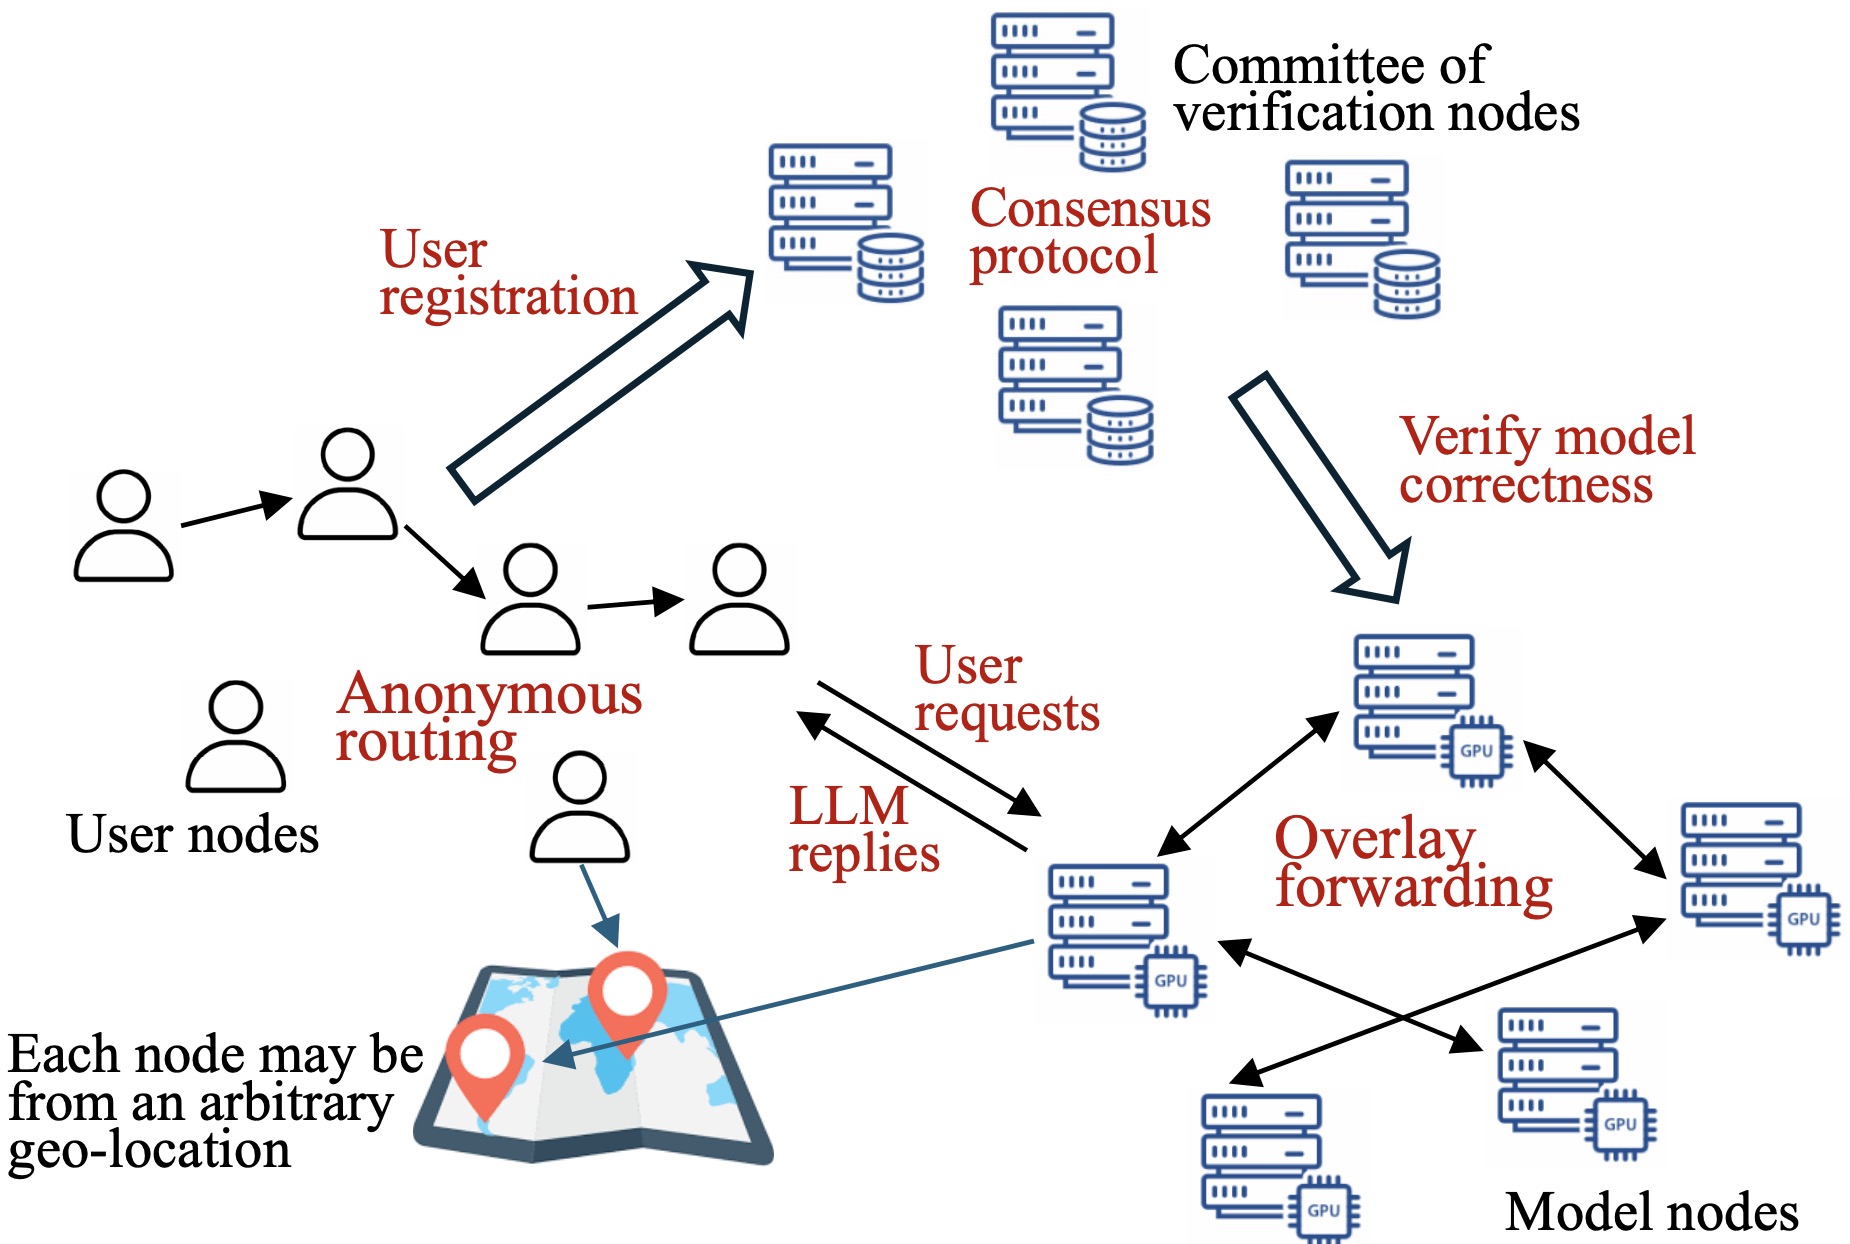 Committee of
verification nodes
Consensus
protocol
User
registration
Verify model
correctness
Anonymous
routing
User nodes
User
requests
LLM
replies
Overlay
forwarding
GPU
GPU
GPU
GPU
GPU
Each node may be
from an arbitrary
geo-location
Model nodes